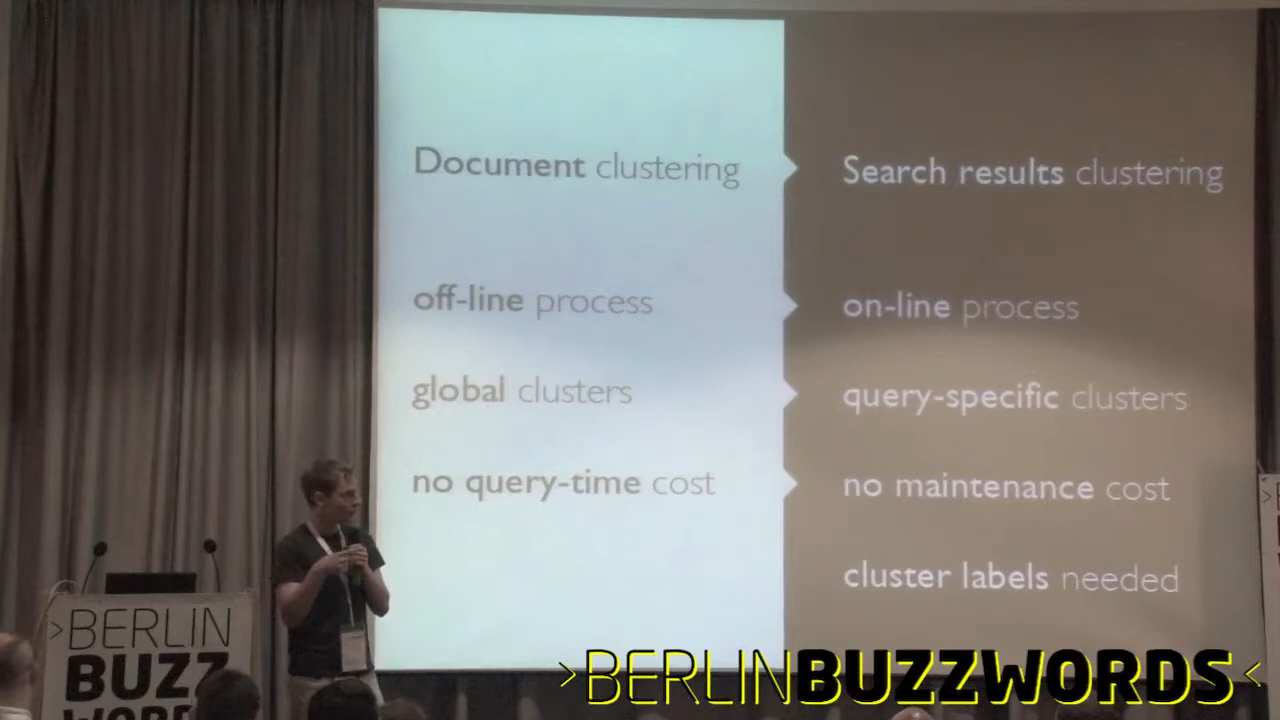 Document clustering
Search results clustering
off-line process
on-line process
global clusters
query-specific clusters
no query-time cost
no maintenance cost
cluster labels needed
>BERLIN
BUZZ
WORD
>BERLINBUZZWORDS<